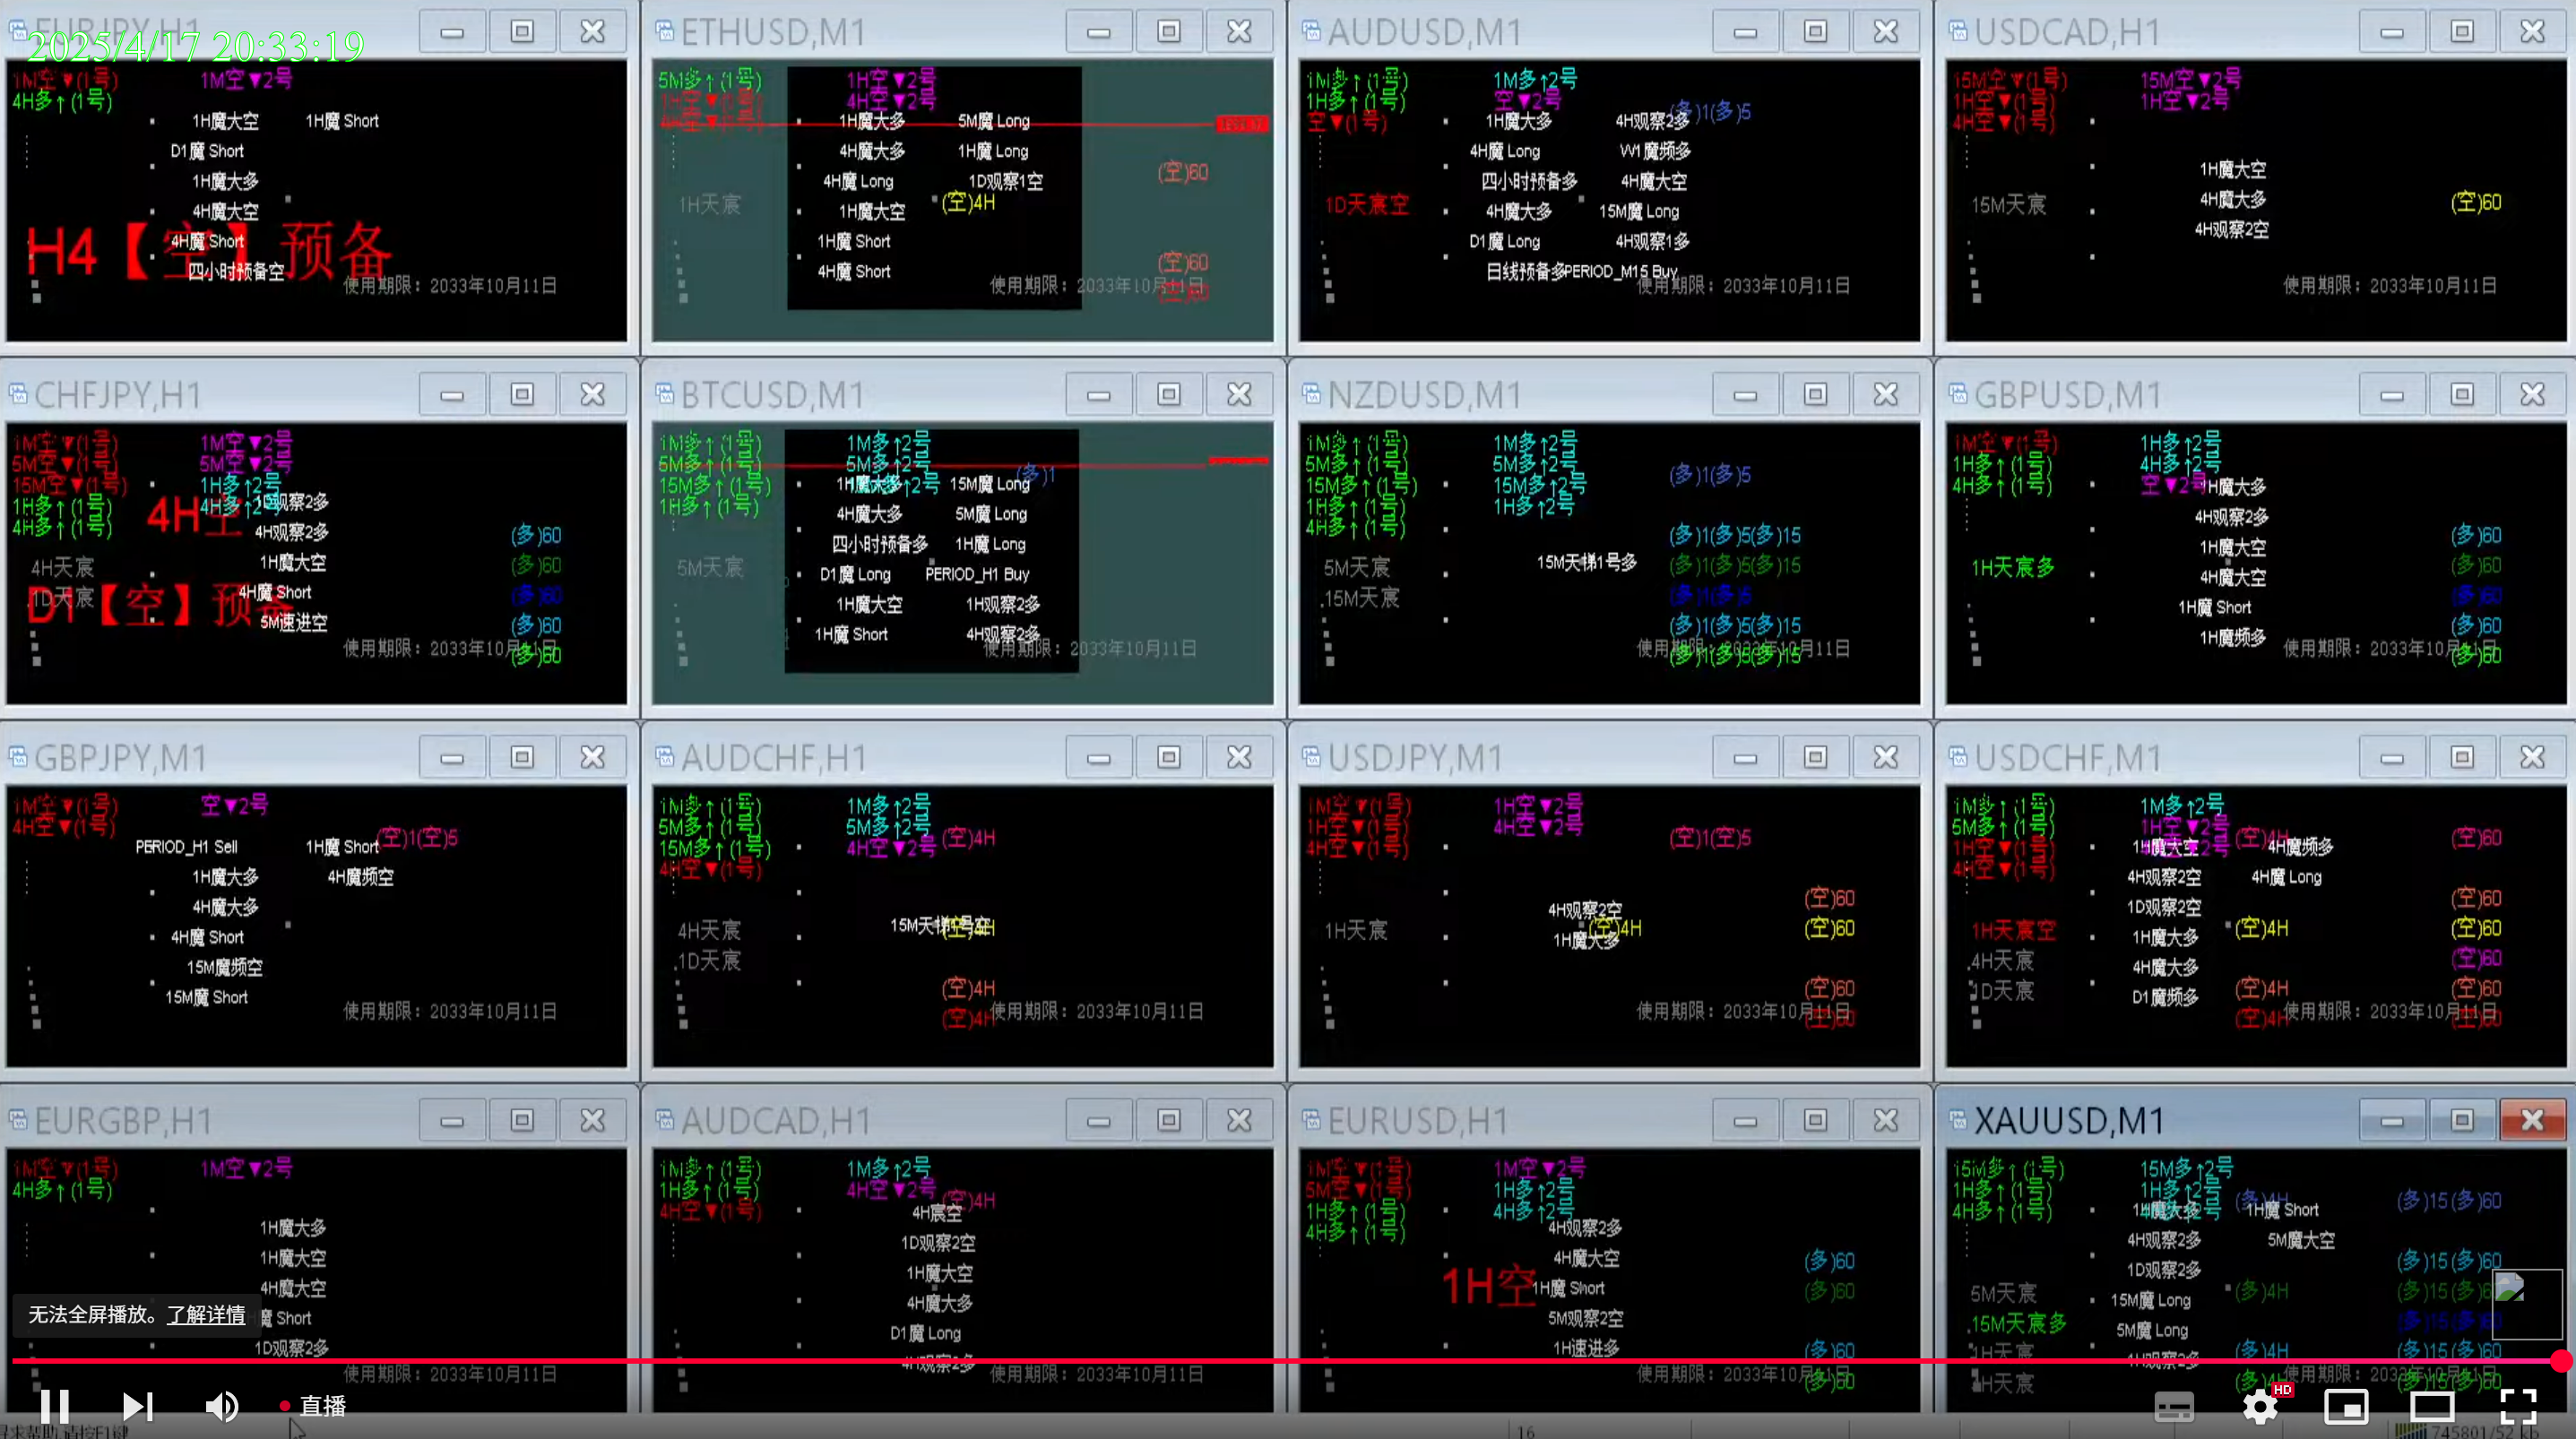 EURJPY,H1
2025/4/17 20:33:19
1M空▼(1号)
4H多↑(1号)
1M空▼2号
1H魔大空 1H魔 Short
D1魔 Short
1H魔大多
4H魔大空
4H魔 Short
四小时预备空
H4【空】预备
使用期限：2033年10月11日
ETHUSD,M1
5M多↑(1号)
1H空▼(1号)
4H空▼(1号)
1H空▼2号
4H空▼2号
1H魔大多 5M魔 Long
4H魔大多 1H魔 Long
4H魔 Long 1D观察1空
1H魔大空 (空)4H
1H魔 Short
4H魔 Short
1H天宸
(空)60
(空)60
(空)60
使用期限：2033年10月11日
AUDUSD,M1
1M多↑(1号)
1H多↑(1号)
空▼(1号)
1M多↑2号
空▼2号
(多)1(多)5
1H魔大多 4H观察2多
4H魔 Long W1魔频多
四小时预备多 4H魔大空
4H魔大多 15M魔 Long
D1魔 Long 4H观察1多
日线预备多PERIOD_M15 Buy
1D天宸空
使用期限：2033年10月11日
USDCAD,H1
15M空▼(1号)
1H空▼(1号)
4H空▼(1号)
15M空▼2号
1H空▼2号
1H魔大空
4H魔大多
4H观察2空
15M天宸
(空)60
使用期限：2033年10月11日
CHFJPY,H1
1M空▼(1号)
5M空▼(1号)
15M空▼(1号)
1H多↑(1号)
4H多↑(1号)
1M空▼2号
5M空▼2号
1H多↑2号
4H多↑2号
4H空
4H观察2多
1H魔大空
4H魔 Short
5M速进空
4H天宸
1D天宸
D1【空】预备
(多)60
(多)60
(多)60
(多)60
(多)60
使用期限：2033年10月11日
BTCUSD,M1
1M多↑(1号)
5M多↑(1号)
15M多↑(1号)
1H多↑(1号)
1M多↑2号
5M多↑2号
(多)1
1H魔大多 15M魔 Long
4H魔大多 5M魔 Long
四小时预备多 1H魔 Long
D1魔 Long PERIOD_H1 Buy
1H魔大空 1H观察2多
1H魔 Short 4H观察2多
5M天宸
使用期限：2033年10月11日
NZDUSD,M1
1M多↑(1号)
5M多↑(1号)
15M多↑(1号)
1H多↑(1号)
4H多↑(1号)
1M多↑2号
5M多↑2号
15M多↑2号
1H多↑2号
15M天梯1号多
5M天宸
15M天宸
(多)1(多)5
(多)1(多)5(多)15
(多)1(多)5(多)15
(多)1(多)5
(多)1(多)5(多)15
(多)1(多)5(多)15
使用期限：2033年10月11日
GBPUSD,M1
1M空▼(1号)
1H多↑(1号)
4H多↑(1号)
1H多↑2号
4H多↑2号
空▼2号
1H魔大多
4H观察2多
1H魔大空
4H魔大空
1H魔 Short
1H魔频多
1H天宸多
(多)60
(多)60
(多)60
(多)60
(多)60
使用期限：2033年10月11日
GBPJPY,M1
1M空▼(1号)
4H空▼(1号)
空▼2号
(空)1(空)5
PERIOD_H1 Sell 1H魔 Short
1H魔大多 4H魔频空
4H魔大多
4H魔 Short
15M魔频空
15M魔 Short
使用期限：2033年10月11日
AUDCHF,H1
1M多↑(1号)
5M多↑(1号)
15M多↑(1号)
4H空▼(1号)
1M多↑2号
5M多↑2号
4H空▼2号
(空)4H
15M天梯1号空
(空)4H
4H天宸
1D天宸
(空)4H
(空)4H
使用期限：2033年10月11日
USDJPY,M1
1M空▼(1号)
1H空▼(1号)
4H空▼(1号)
1H空▼2号
4H空▼2号
(空)1(空)5
4H观察2空
(空)4H
1H魔大多
1H天宸
(空)60
(空)60
(空)60
(空)60
使用期限：2033年10月11日
USDCHF,M1
1M多↑(1号)
5M多↑(1号)
1H空▼(1号)
4H空▼(1号)
1M多↑2号
1H空▼2号
4H空▼2号
(空)4H
1H魔大空 4H魔频多
4H观察2空 4H魔 Long
1D观察2空
1H魔大多
4H魔大多
D1魔频多
1H天宸空
4H天宸
1D天宸
(空)4H
(空)4H
(空)4H
(空)60
(空)60
(空)60
(空)60
(空)60
(空)60
使用期限：2033年10月11日
EURGBP,H1
1M空▼(1号)
4H多↑(1号)
1M空▼2号
1H魔大多
1H魔大空
4H魔大空
魔 Short
1D观察2多
使用期限：2033年10月11日
AUDCAD,H1
1M多↑(1号)
1H多↑(1号)
4H空▼(1号)
1M多↑2号
4H空▼2号
(空)4H
4H宸空
1D观察2空
1H魔大空
4H魔大多
D1魔 Long
4H观察2多
使用期限：2033年10月11日
EURUSD,H1
1M空▼(1号)
5M空▼(1号)
1H多↑(1号)
4H多↑(1号)
1M空▼2号
1H多↑2号
4H多↑2号
4H观察2多
4H魔大空
1H魔 Short
5M观察2空
1H速进多
1H空
(多)60
(多)60
(多)60
(多)60
使用期限：2033年10月11日
XAUUSD,M1
15M多↑(1号)
1H多↑(1号)
4H多↑(1号)
15M多↑2号
1H多↑2号
4H多↑2号
(多)4H
(多)15(多)60
1H魔大多 1H魔 Short
4H观察2多 5M魔大空
1D观察2多
15M魔 Long
5M魔 Long
1H观察2多
5M天宸
15M天宸多
1H天宸
4H天宸
(多)4H
(多)4H
(多)4H
(多)15(多)60
(多)15(多)60
(多)15(多)60
使用期限：2033年10月11日
无法全屏播放。了解详情
直播
HD
16